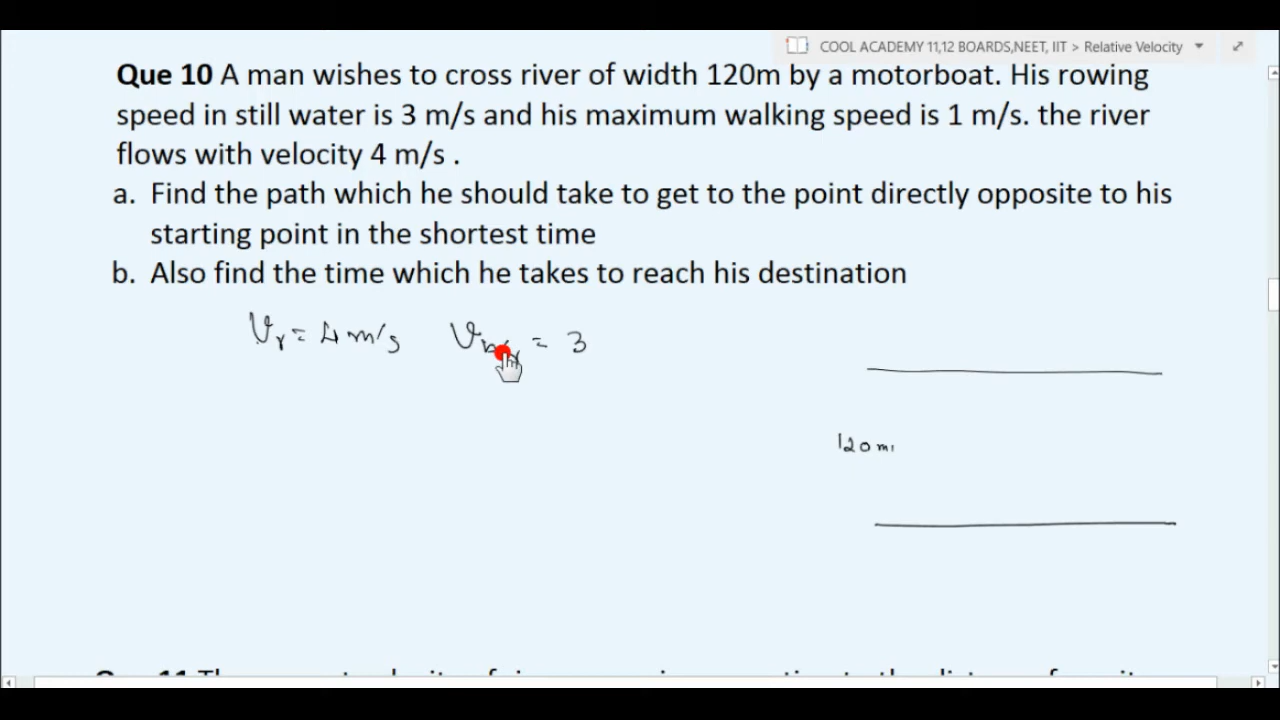 COOL ACADEMY 11,12 BOARDS,NEET, IIT > Relative Velocity
Que 10 A man wishes to cross river of width 120m by a motorboat. His rowing
speed in still water is 3 m/s and his maximum walking speed is 1 m/s. the river
flows with velocity 4 m/s .
a. Find the path which he should take to get to the point directly opposite to his
starting point in the shortest time
b. Also find the time which he takes to reach his destination
Vr = 4 m/s = 3
120 m